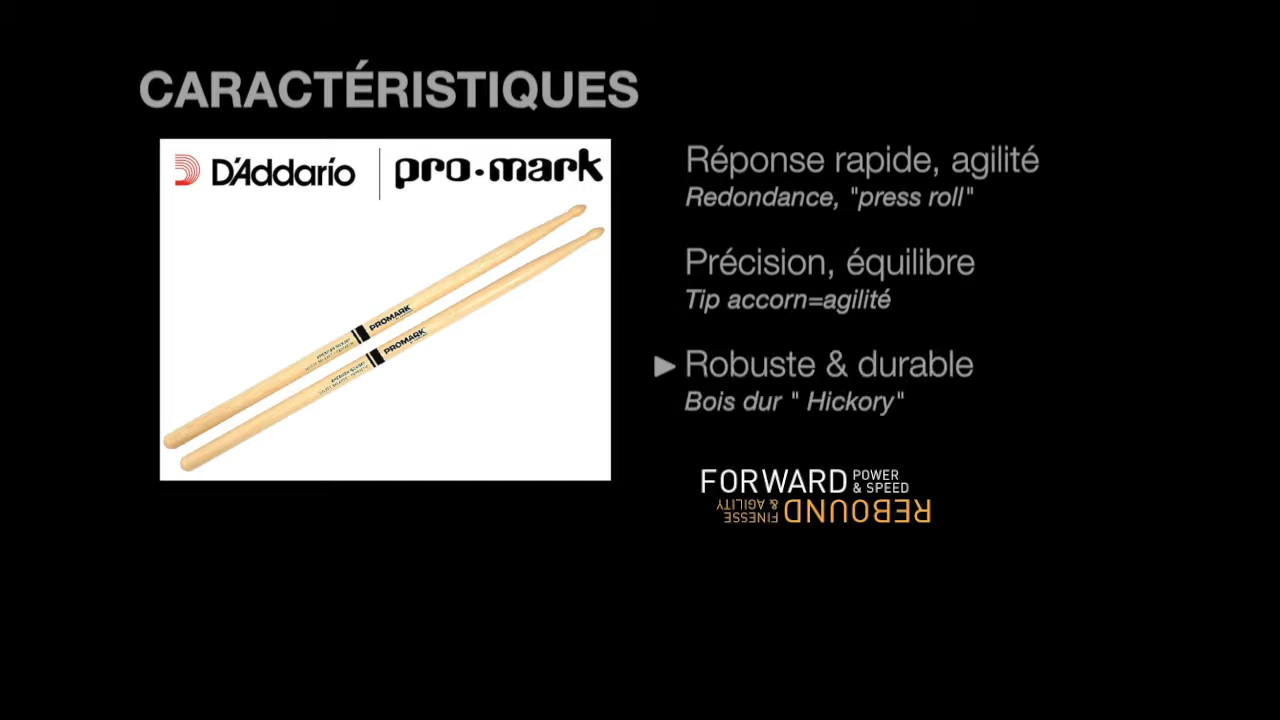 CARACTÉRISTIQUES
D'Addario pro·mark
Réponse rapide, agilité
Redondance, "press roll"
Précision, équilibre
Tip accorn=agilité
Robuste & durable
Bois dur " Hickory"
PROMARK
PROMARK
FORWARD POWER & SPEED
REBOUND FINESSE & AGILITY